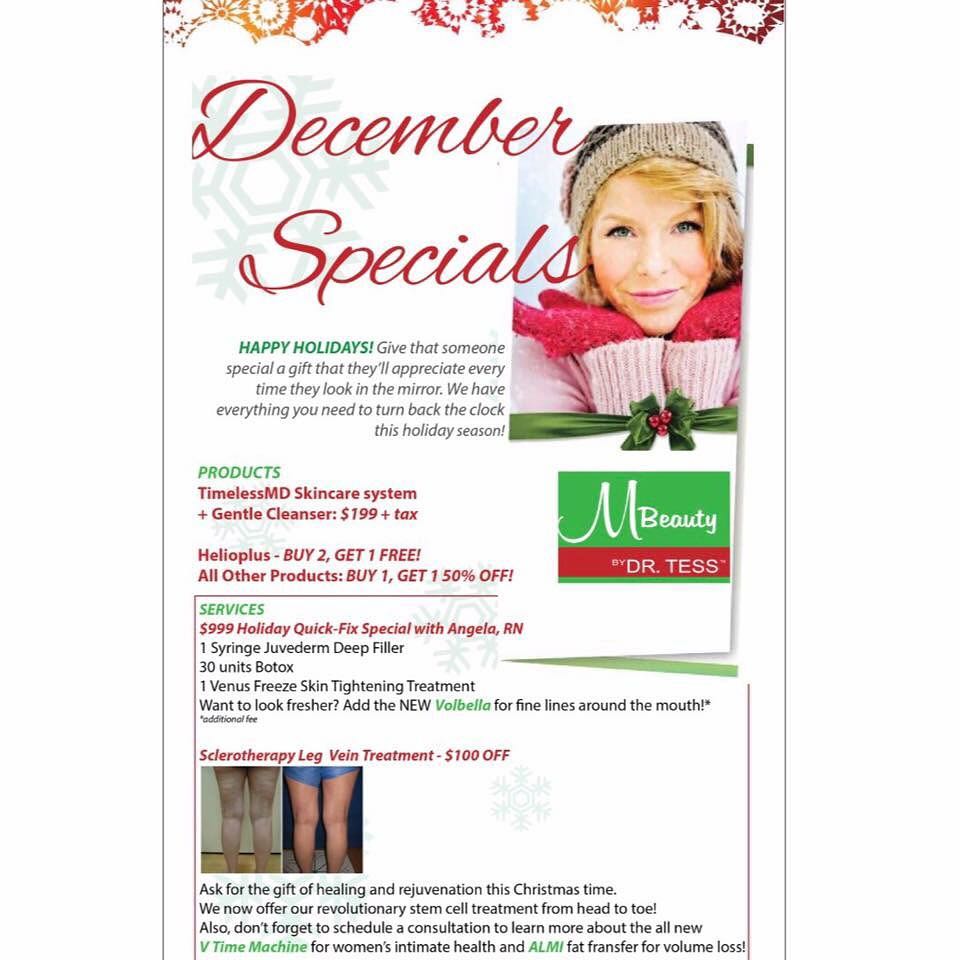 December
Specials
HAPPY HOLIDAYS! Give that someone
special a gift that they'll appreciate every
time they look in the mirror. We have
everything you need to turn back the clock
this holiday season!
PRODUCTS
TimelessMD Skincare system
+ Gentle Cleanser: $199 + tax
Helioplus - BUY 2, GET 1 FREE!
All Other Products: BUY 1, GET 1 50% OFF!
M Beauty
BY DR. TESS™
SERVICES
$999 Holiday Quick-Fix Special with Angela, RN
1 Syringe Juvederm Deep Filler
30 units Botox
1 Venus Freeze Skin Tightening Treatment
Want to look fresher? Add the NEW Volbella for fine lines around the mouth!*
*additional fee
Sclerotherapy Leg Vein Treatment - $100 OFF
Ask for the gift of healing and rejuvenation this Christmas time.
We now offer our revolutionary stem cell treatment from head to toe!
Also, don't forget to schedule a consultation to learn more about the all new
V Time Machine for women's intimate health and ALMI fat fransfer for volume loss!